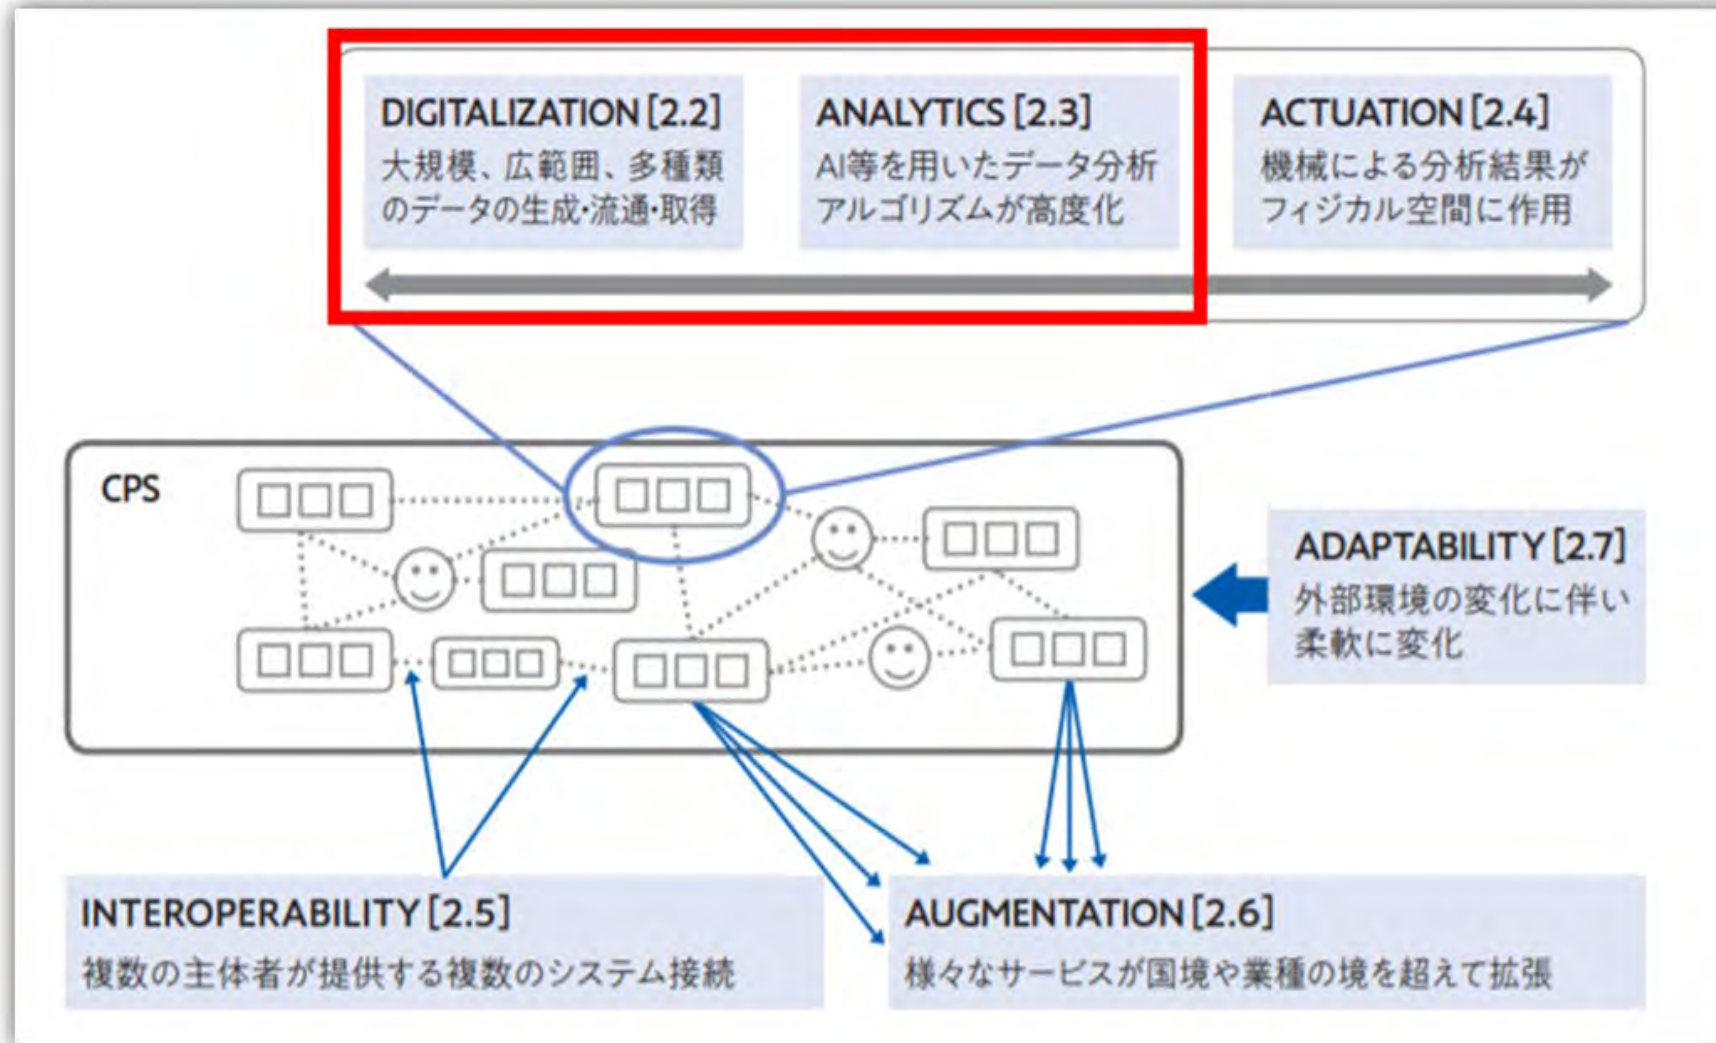 DIGITALIZATION [2.2]
大規模、広範囲、多種類
のデータの生成・流通・取得
ANALYTICS [2.3]
AI等を用いたデータ分析
アルゴリズムが高度化
ACTUATION [2.4]
機械による分析結果が
フィジカル空間に作用
CPS
ADAPTABILITY [2.7]
外部環境の変化に伴い
柔軟に変化
INTEROPERABILITY [2.5]
複数の主体者が提供する複数のシステム接続
AUGMENTATION [2.6]
様々なサービスが国境や業種の境を超えて拡張